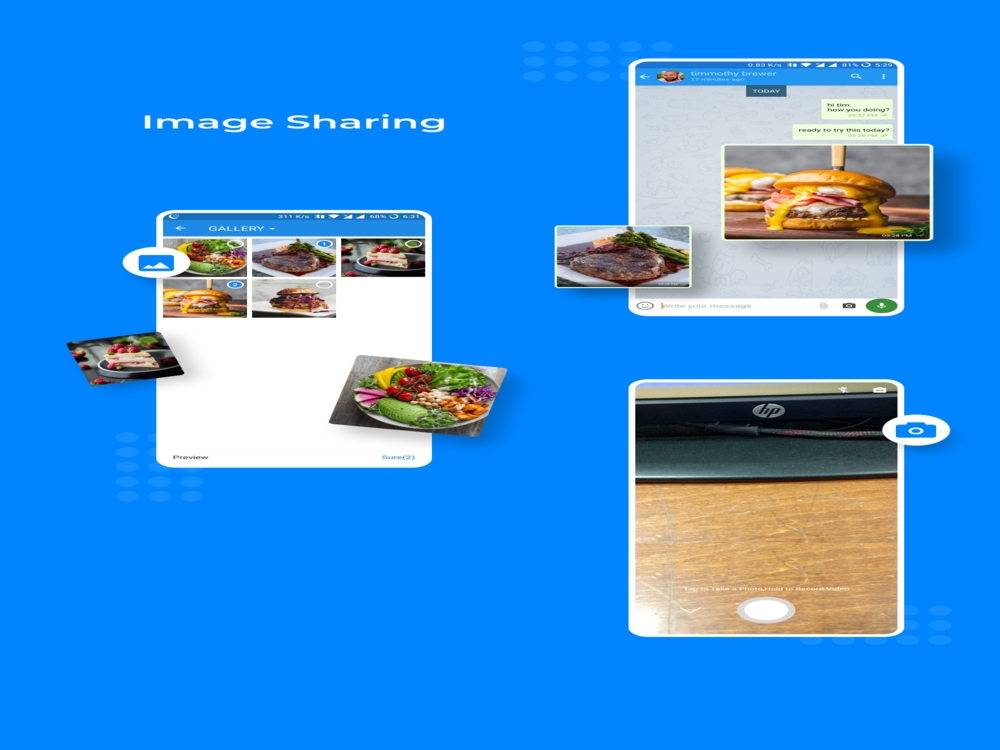 Image Sharing
311 K/s 68% 6:31
GALLERY
1
2
Preview
Sure(2)
0.83 K/s 81% 5:29
timmothy brewer
17 minutes ago
TODAY
hi tim.
how you doing?
05:27 PM
ready to try this today?
05:28 PM
05:28 PM
Write your message
hp
Tap to Take a Photo,Hold to Record Video